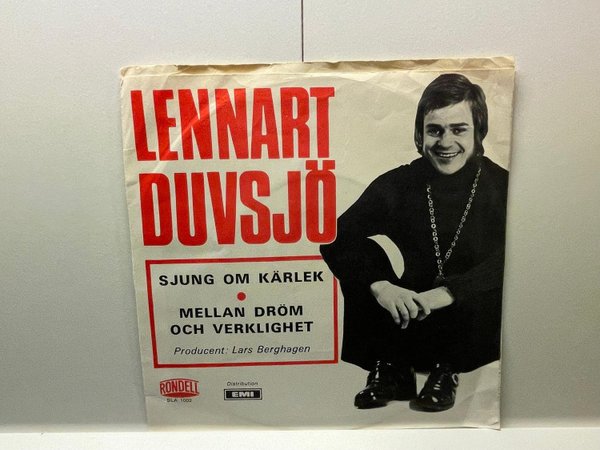 LENNART
DUVSJÖ
SJUNG OM KÄRLEK
MELLAN DRÖM
OCH VERKLIGHET
Producent: Lars Berghagen
RONDELL
SLA 1002
Distribution
EMI